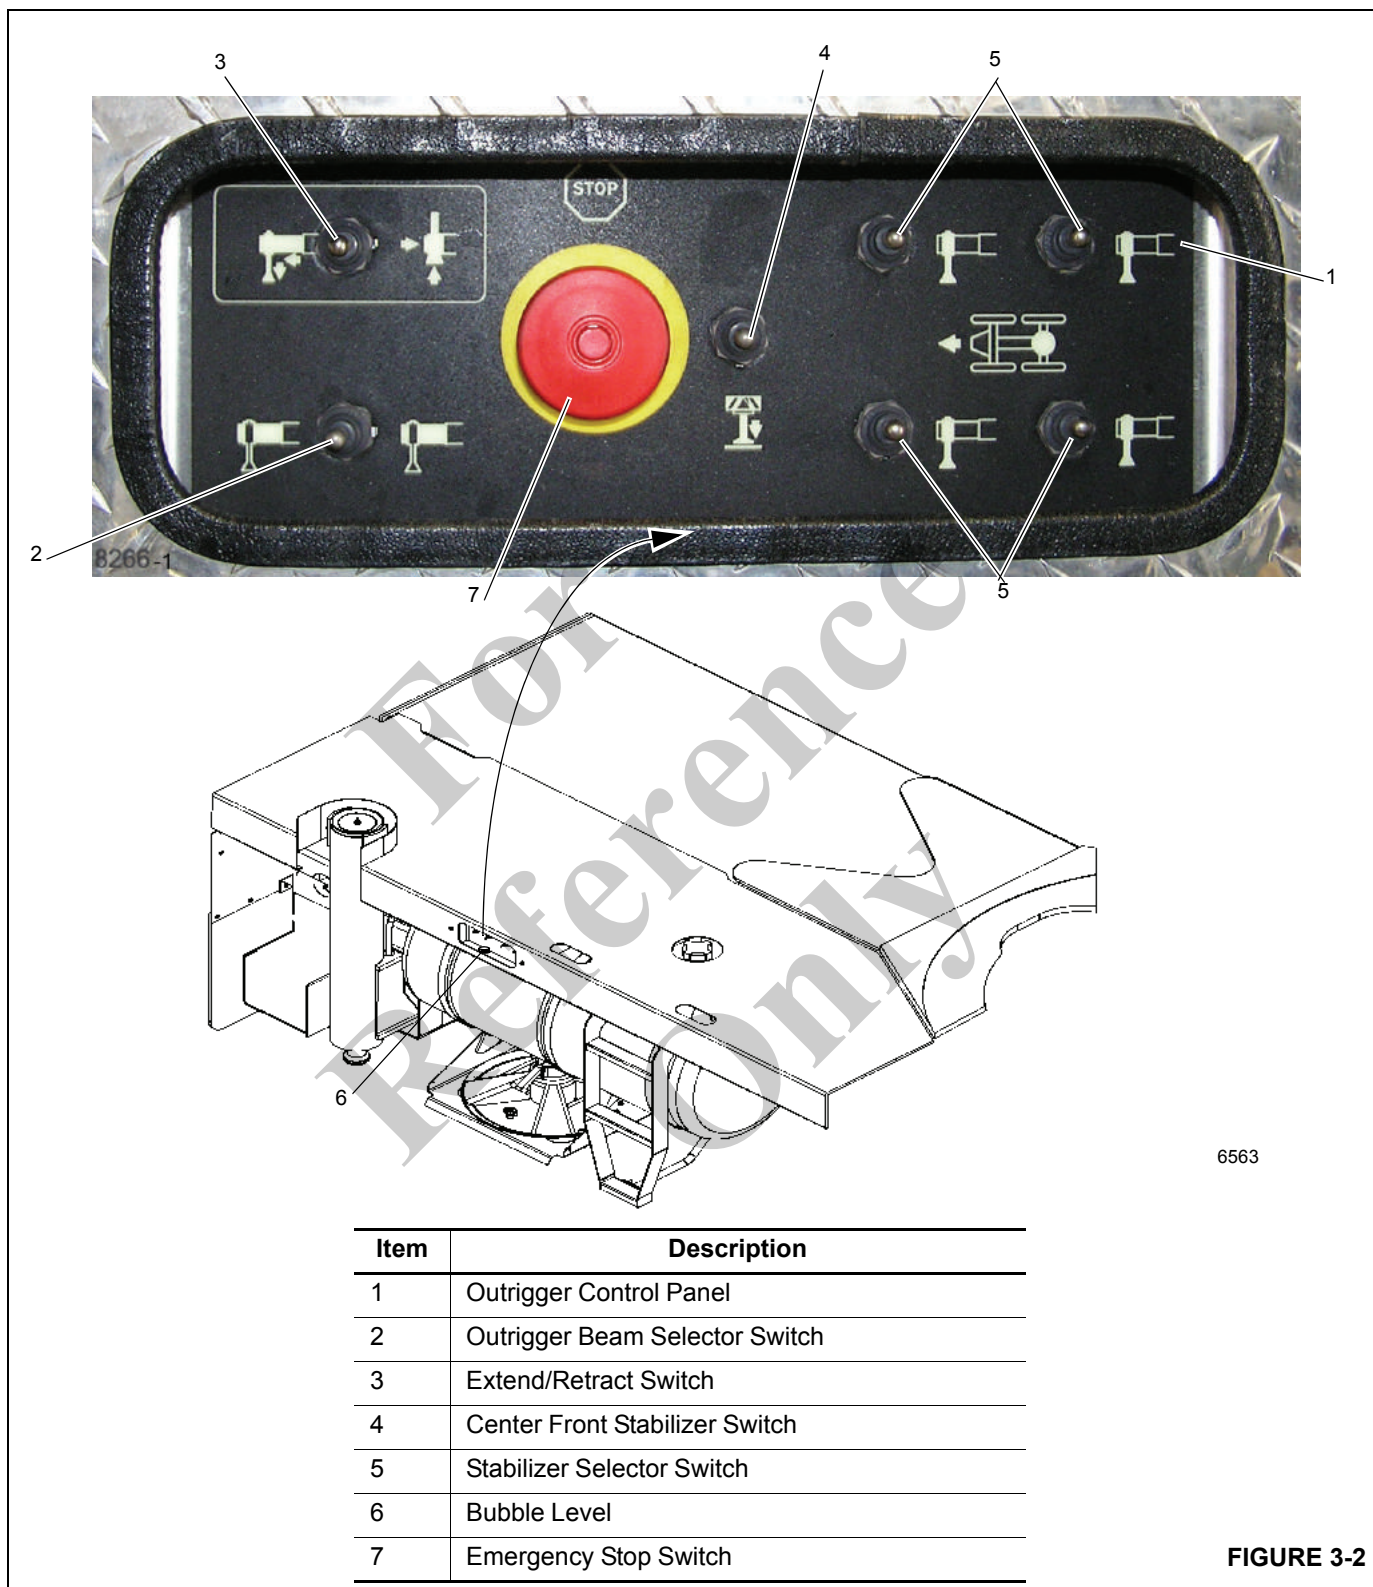 3
4
5
STOP
1
2
8266-1
7
5
For
Reference
Only
6
6563
Item Description
1 Outrigger Control Panel
2 Outrigger Beam Selector Switch
3 Extend/Retract Switch
4 Center Front Stabilizer Switch
5 Stabilizer Selector Switch
6 Bubble Level
7 Emergency Stop Switch
FIGURE 3-2